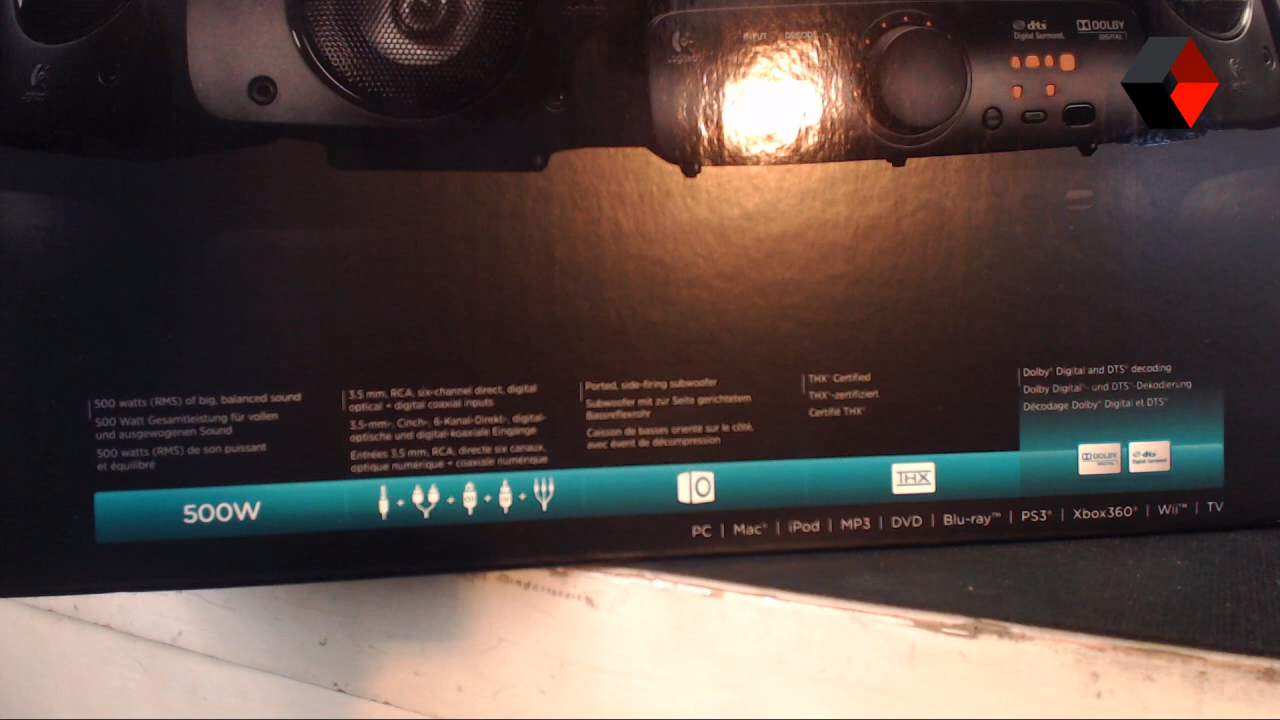 Logitech
INPUT DECODE
dts
Digital Surround
DOLBY
DIGITAL
500 watts (RMS) of big, balanced sound
500 Watt Gesamtleistung für vollen
und ausgewogenen Sound
500 watts (RMS) de son puissant
et équilibré
3.5 mm, RCA, six-channel direct, digital
optical + digital coaxial inputs
3,5-mm-, Cinch-, 6-Kanal-Direkt-, digital-
optische und digital-koaxiale Eingänge
Entrées 3,5 mm, RCA, directe six canaux,
optique numérique + coaxiale numérique
Ported, side-firing subwoofer
Subwoofer mit zur Seite gerichtetem
Bassreflexrohr
Caisson de basses orienté sur le côté,
avec évent de décompression
THX® Certified
THX®-zertifiziert
Certifié THX®
Dolby® Digital and DTS® decoding
Dolby Digital®- und DTS®-Dekodierung
Décodage Dolby® Digital et DTS®
500W
THX
DOLBY
DIGITAL
dts
Digital Surround
PC | Mac® | iPod | MP3 | DVD | Blu-ray™ | PS3® | Xbox360® | Wii™ | TV